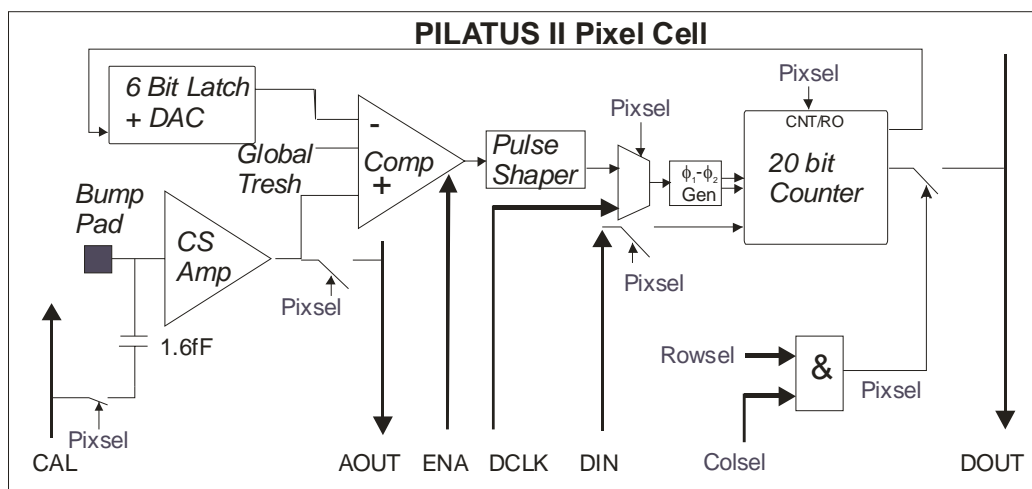 PILATUS II Pixel Cell
6 Bit Latch
+ DAC
Global
Tresh
-
Comp
+
Pulse
Shaper
Pixsel
ϕ1-ϕ2
Gen
Pixsel
CNT/RO
20 bit
Counter
Bump
Pad
CS
Amp
Pixsel
Pixsel
1.6fF
Pixsel
Rowsel
&
Pixsel
Colsel
CAL
AOUT
ENA
DCLK
DIN
DOUT